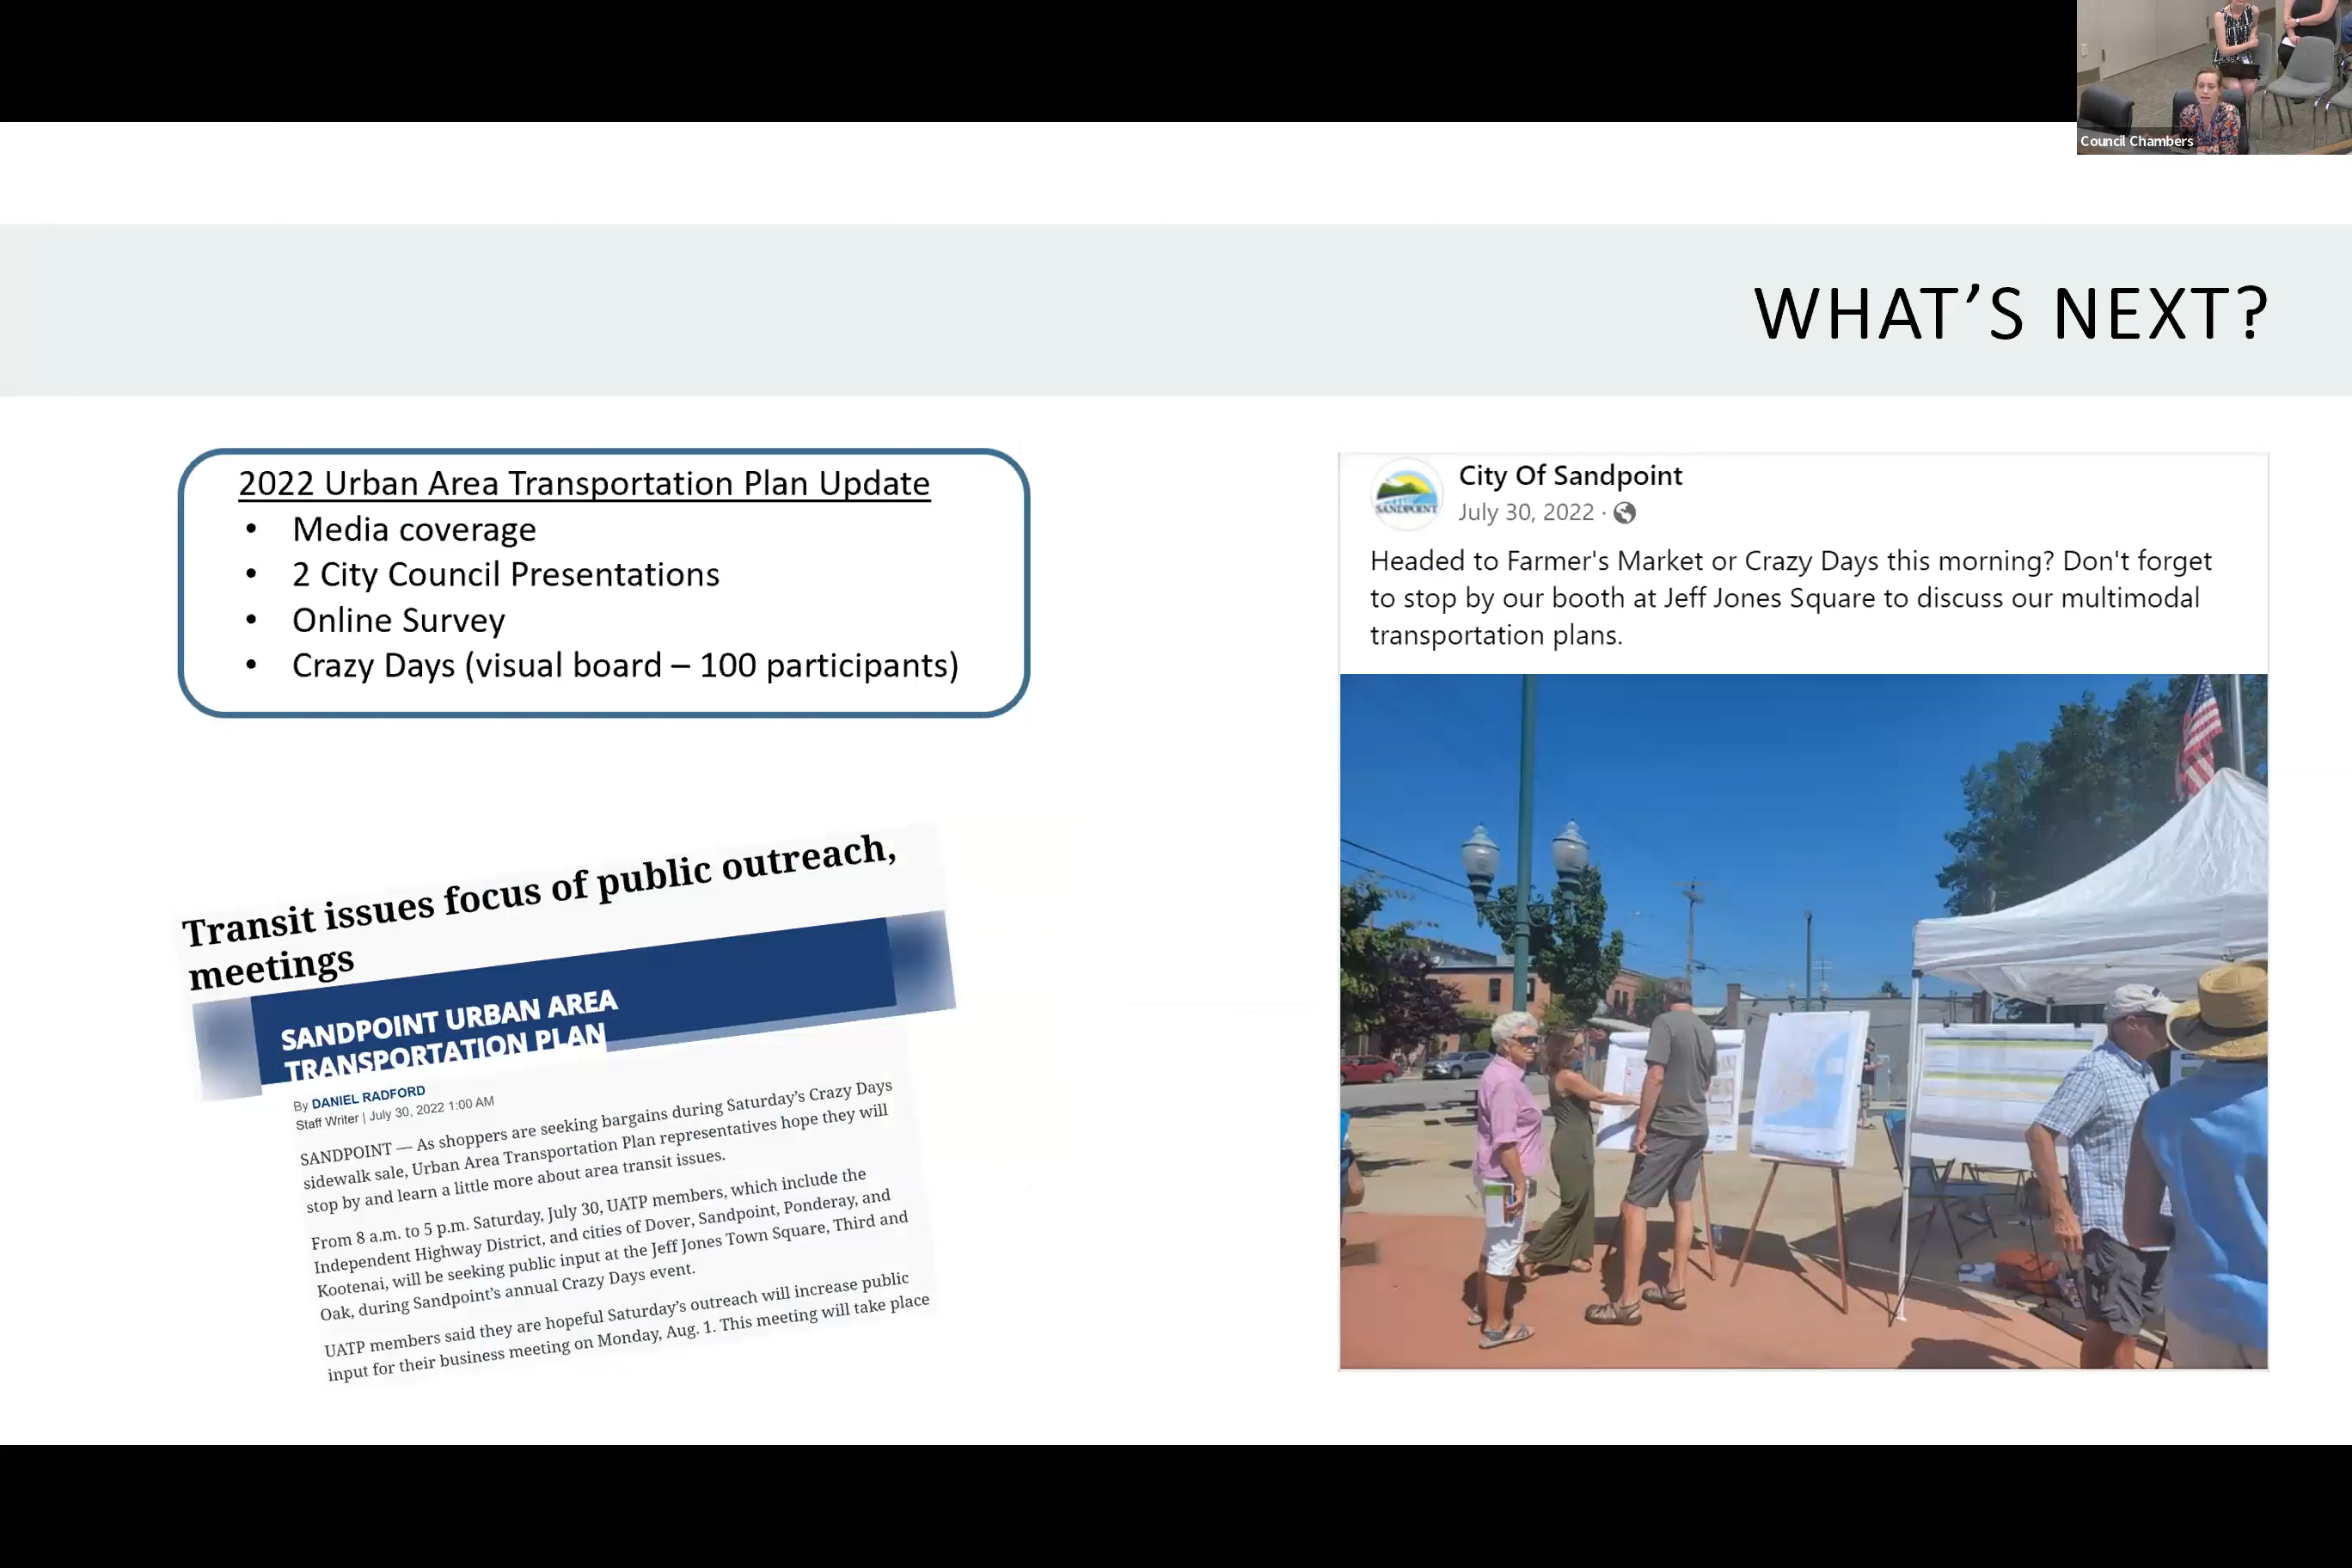 Council Chambers
WHAT’S NEXT?
2022 Urban Area Transportation Plan Update
• Media coverage
• 2 City Council Presentations
• Online Survey
• Crazy Days (visual board – 100 participants)
Transit issues focus of public outreach,
meetings
SANDPOINT URBAN AREA
TRANSPORTATION PLAN
By DANIEL RADFORD
Staff Writer | July 30, 2022 1:00 AM
SANDPOINT — As shoppers are seeking bargains during Saturday’s Crazy Days
sidewalk sale, Urban Area Transportation Plan representatives hope they will
stop by and learn a little more about area transit issues.
From 8 a.m. to 5 p.m. Saturday, July 30, UATP members, which include the
Independent Highway District, and cities of Dover, Sandpoint, Ponderay, and
Kootenai, will be seeking public input at the Jeff Jones Town Square, Third and
Oak, during Sandpoint’s annual Crazy Days event.
UATP members said they are hopeful Saturday’s outreach will increase public
input for their business meeting on Monday, Aug. 1. This meeting will take place
SANDPOINT
City Of Sandpoint
July 30, 2022 ·
Headed to Farmer's Market or Crazy Days this morning? Don't forget
to stop by our booth at Jeff Jones Square to discuss our multimodal
transportation plans.